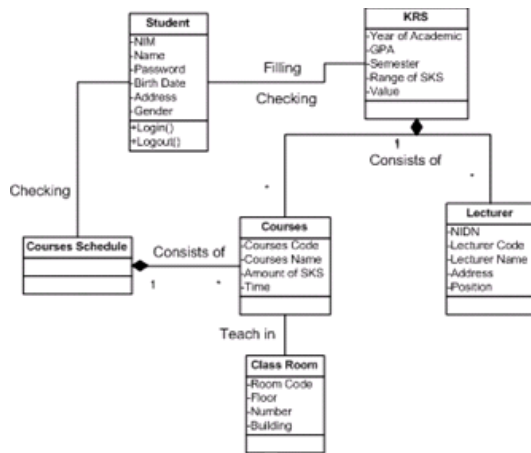 Student
-NIM
-Name
-Password
-Birth Date
-Address
-Gender
+Login()
+Logout()
KRS
-Year of Academic
-GPA
-Semester
-Range of SKS
-Value
Filling
Checking
1
Consists of
*
*
Checking
Courses Schedule
Consists of
1
*
Courses
-Courses Code
-Courses Name
-Amount of SKS
-Time
Lecturer
-NIDN
-Lecturer Code
-Lecturer Name
-Address
-Position
Teach in
Class Room
-Room Code
-Floor
-Number
-Building